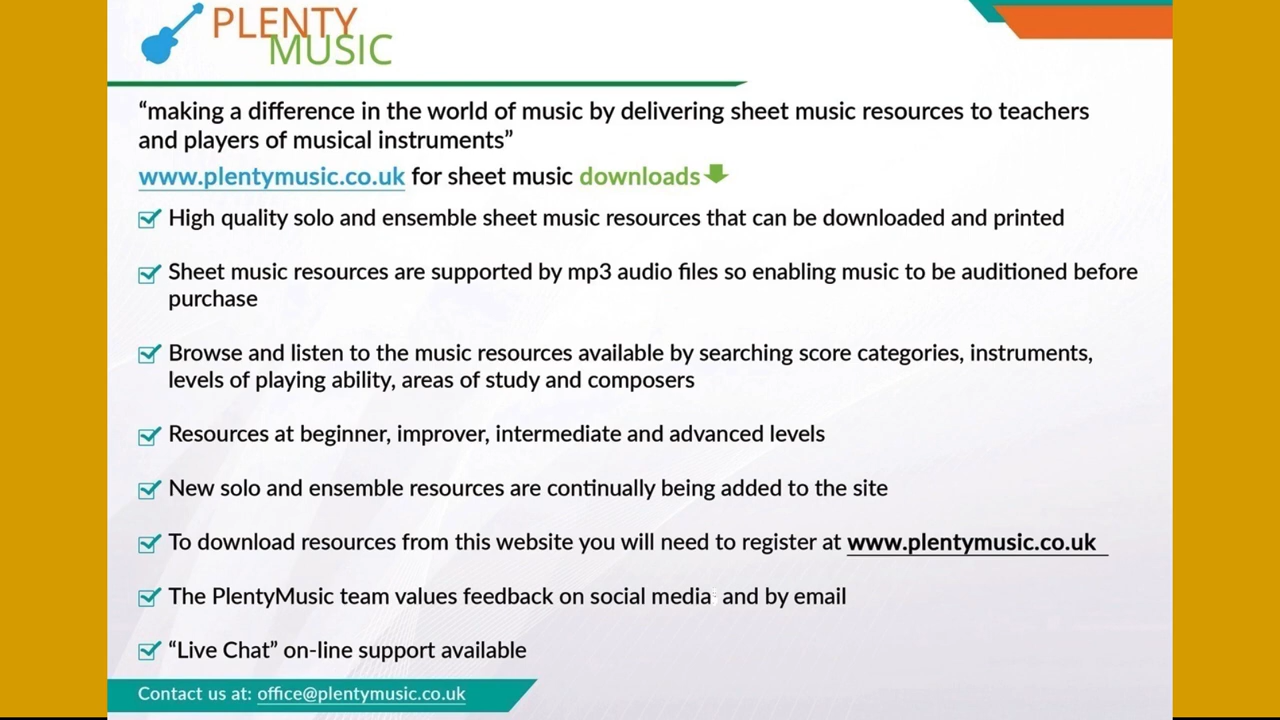 PLENTY
MUSIC
“making a difference in the world of music by delivering sheet music resources to teachers
and players of musical instruments”
www.plentymusic.co.uk for sheet music downloads
High quality solo and ensemble sheet music resources that can be downloaded and printed
Sheet music resources are supported by mp3 audio files so enabling music to be auditioned before
purchase
Browse and listen to the music resources available by searching score categories, instruments,
levels of playing ability, areas of study and composers
Resources at beginner, improver, intermediate and advanced levels
New solo and ensemble resources are continually being added to the site
To download resources from this website you will need to register at www.plentymusic.co.uk
The PlentyMusic team values feedback on social media and by email
“Live Chat” on-line support available
Contact us at: office@plentymusic.co.uk